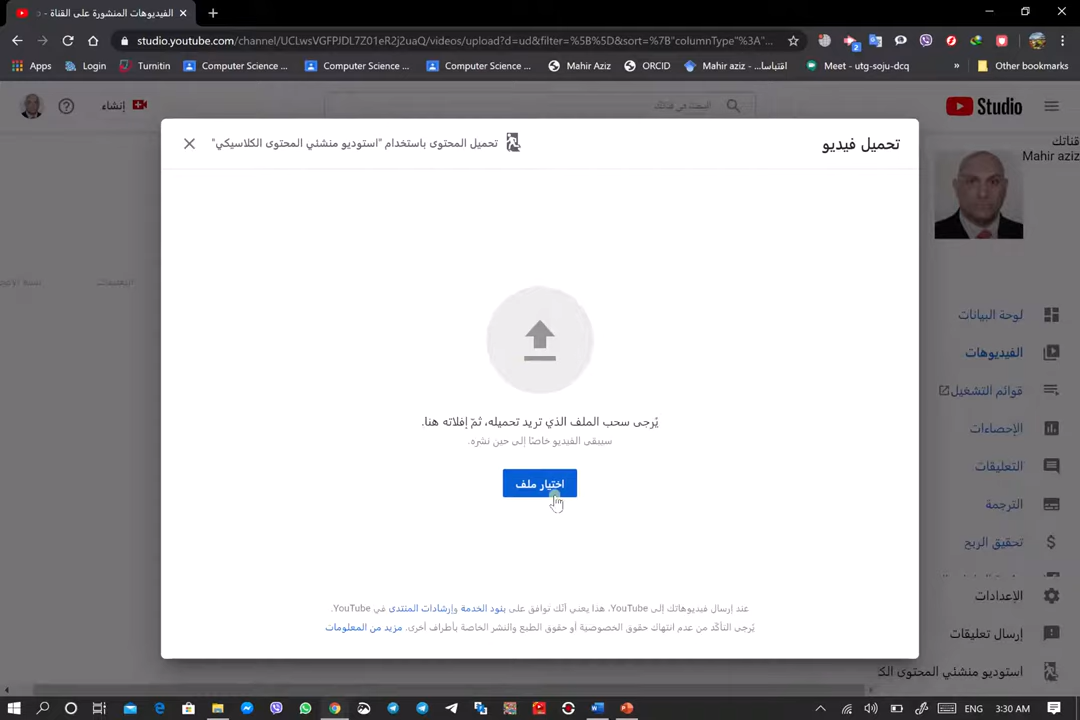 الفيديوهات المنشورة على القناة -
studio.youtube.com/channel/UCLwsVGFPJDL7Z01eR2j2uaQ/videos/upload?d=ud&filter=%5B%5D&sort=%7B"columnType"%3A"...
Apps Login Turnitin Computer Science ... Computer Science ... Computer Science ... Mahir Aziz ORCID Mahir aziz - ...اقتباسا Meet - utg-soju-dcq » Other bookmarks
Studio
البحث في قناتك
إنشاء
تحميل فيديو
تحميل المحتوى باستخدام "استوديو منشئي المحتوى الكلاسيكي"
قناتك
Mahir aziz
التعليقات
لوحة البيانات
الفيديوهات
قوائم التشغيل
الإحصاءات
التعليقات
الترجمة
تحقيق الربح
الإعدادات
إرسال تعليقات
استوديو منشئي المحتوى الك
يُرجى سحب الملف الذي تريد تحميله، ثمّ إفلاته هنا.
سيبقى الفيديو خاصًا إلى حين نشره.
اختيار ملف
عند إرسال فيديوهاتك إلى YouTube، هذا يعني أنّك توافق على بنود الخدمة وإرشادات المنتدى في YouTube.
يُرجى التأكّد من عدم انتهاك حقوق الخصوصية أو حقوق الطبع والنشر الخاصة بأطراف أخرى. مزيد من المعلومات
ENG 3:30 AM